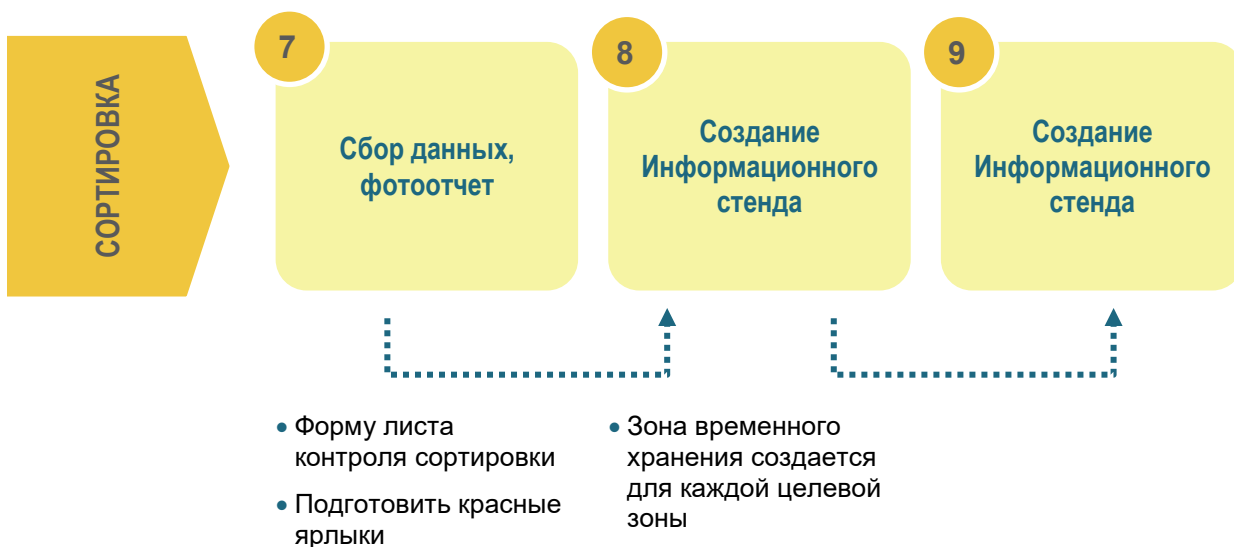 СОРТИРОВКА
7
Сбор данных,
фотоотчет
8
Создание
Информационного
стенда
9
Создание
Информационного
стенда
• Форму листа
контроля сортировки
• Подготовить красные
ярлыки
• Зона временного
хранения создается
для каждой целевой
зоны